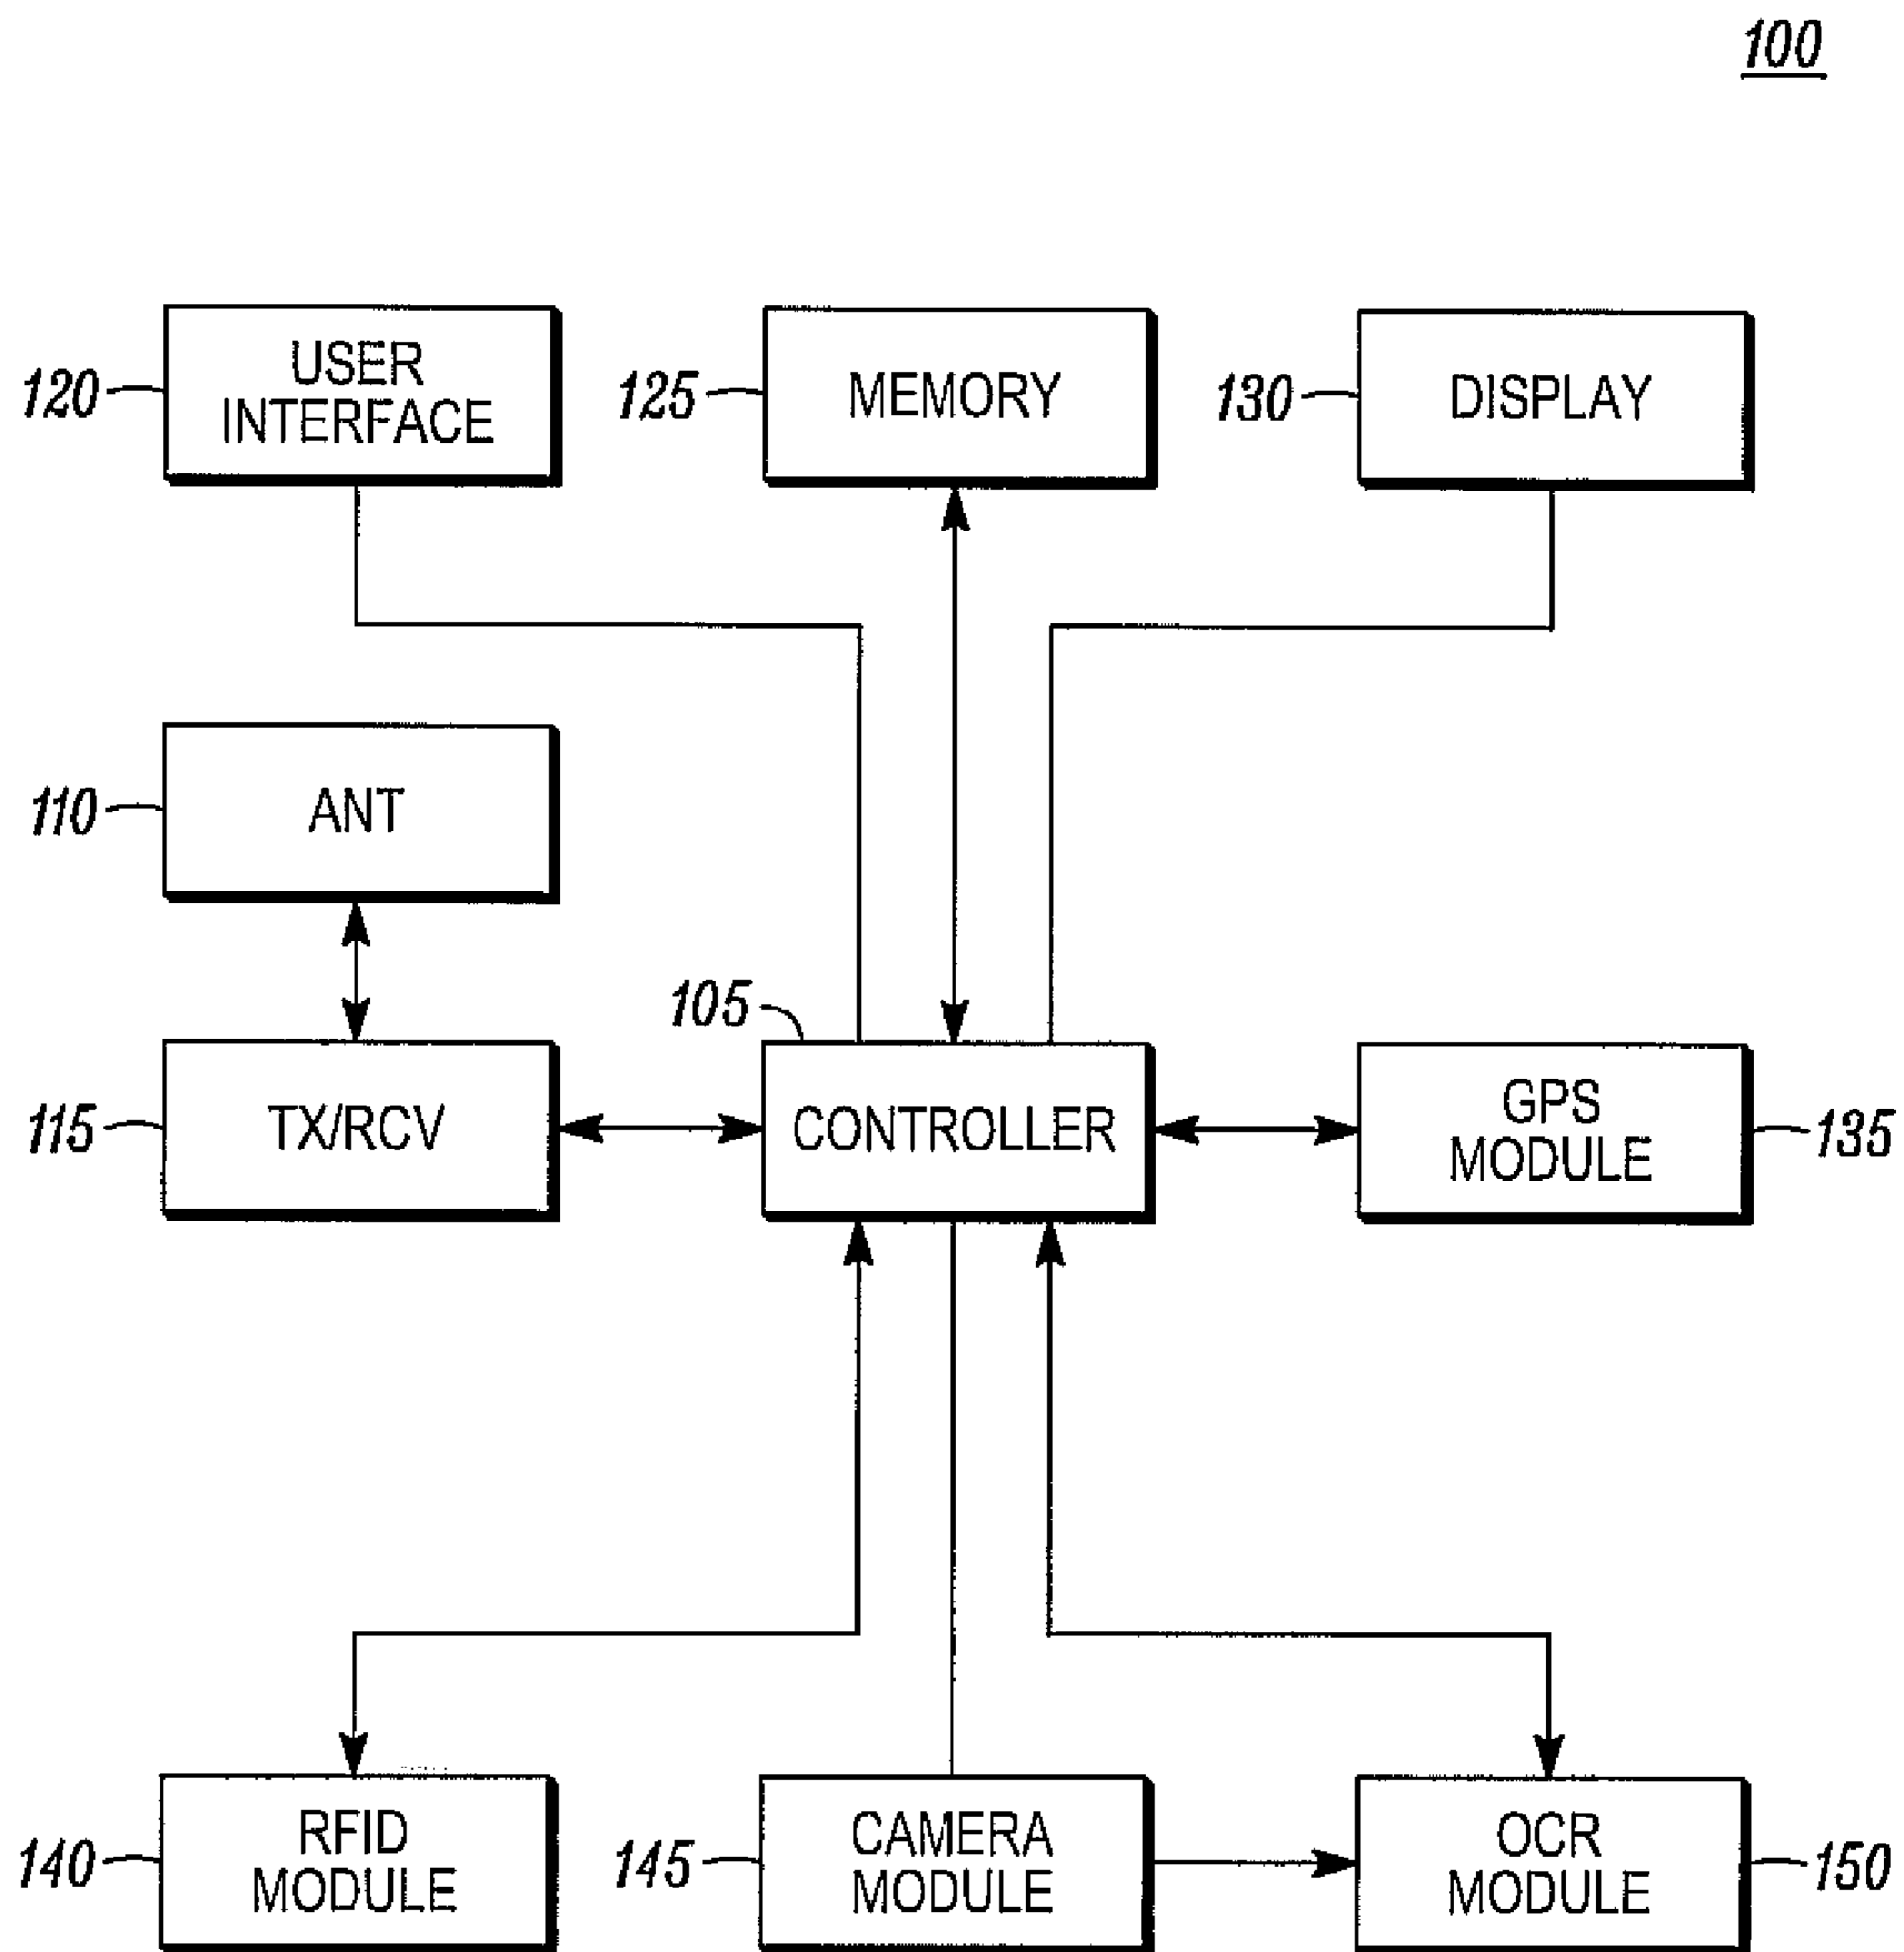 100
120
USER
INTERFACE
125
MEMORY
130
DISPLAY
110
ANT
105
115
TX/RCV
CONTROLLER
GPS
MODULE
135
140
RFID
MODULE
145
CAMERA
MODULE
OCR
MODULE
150